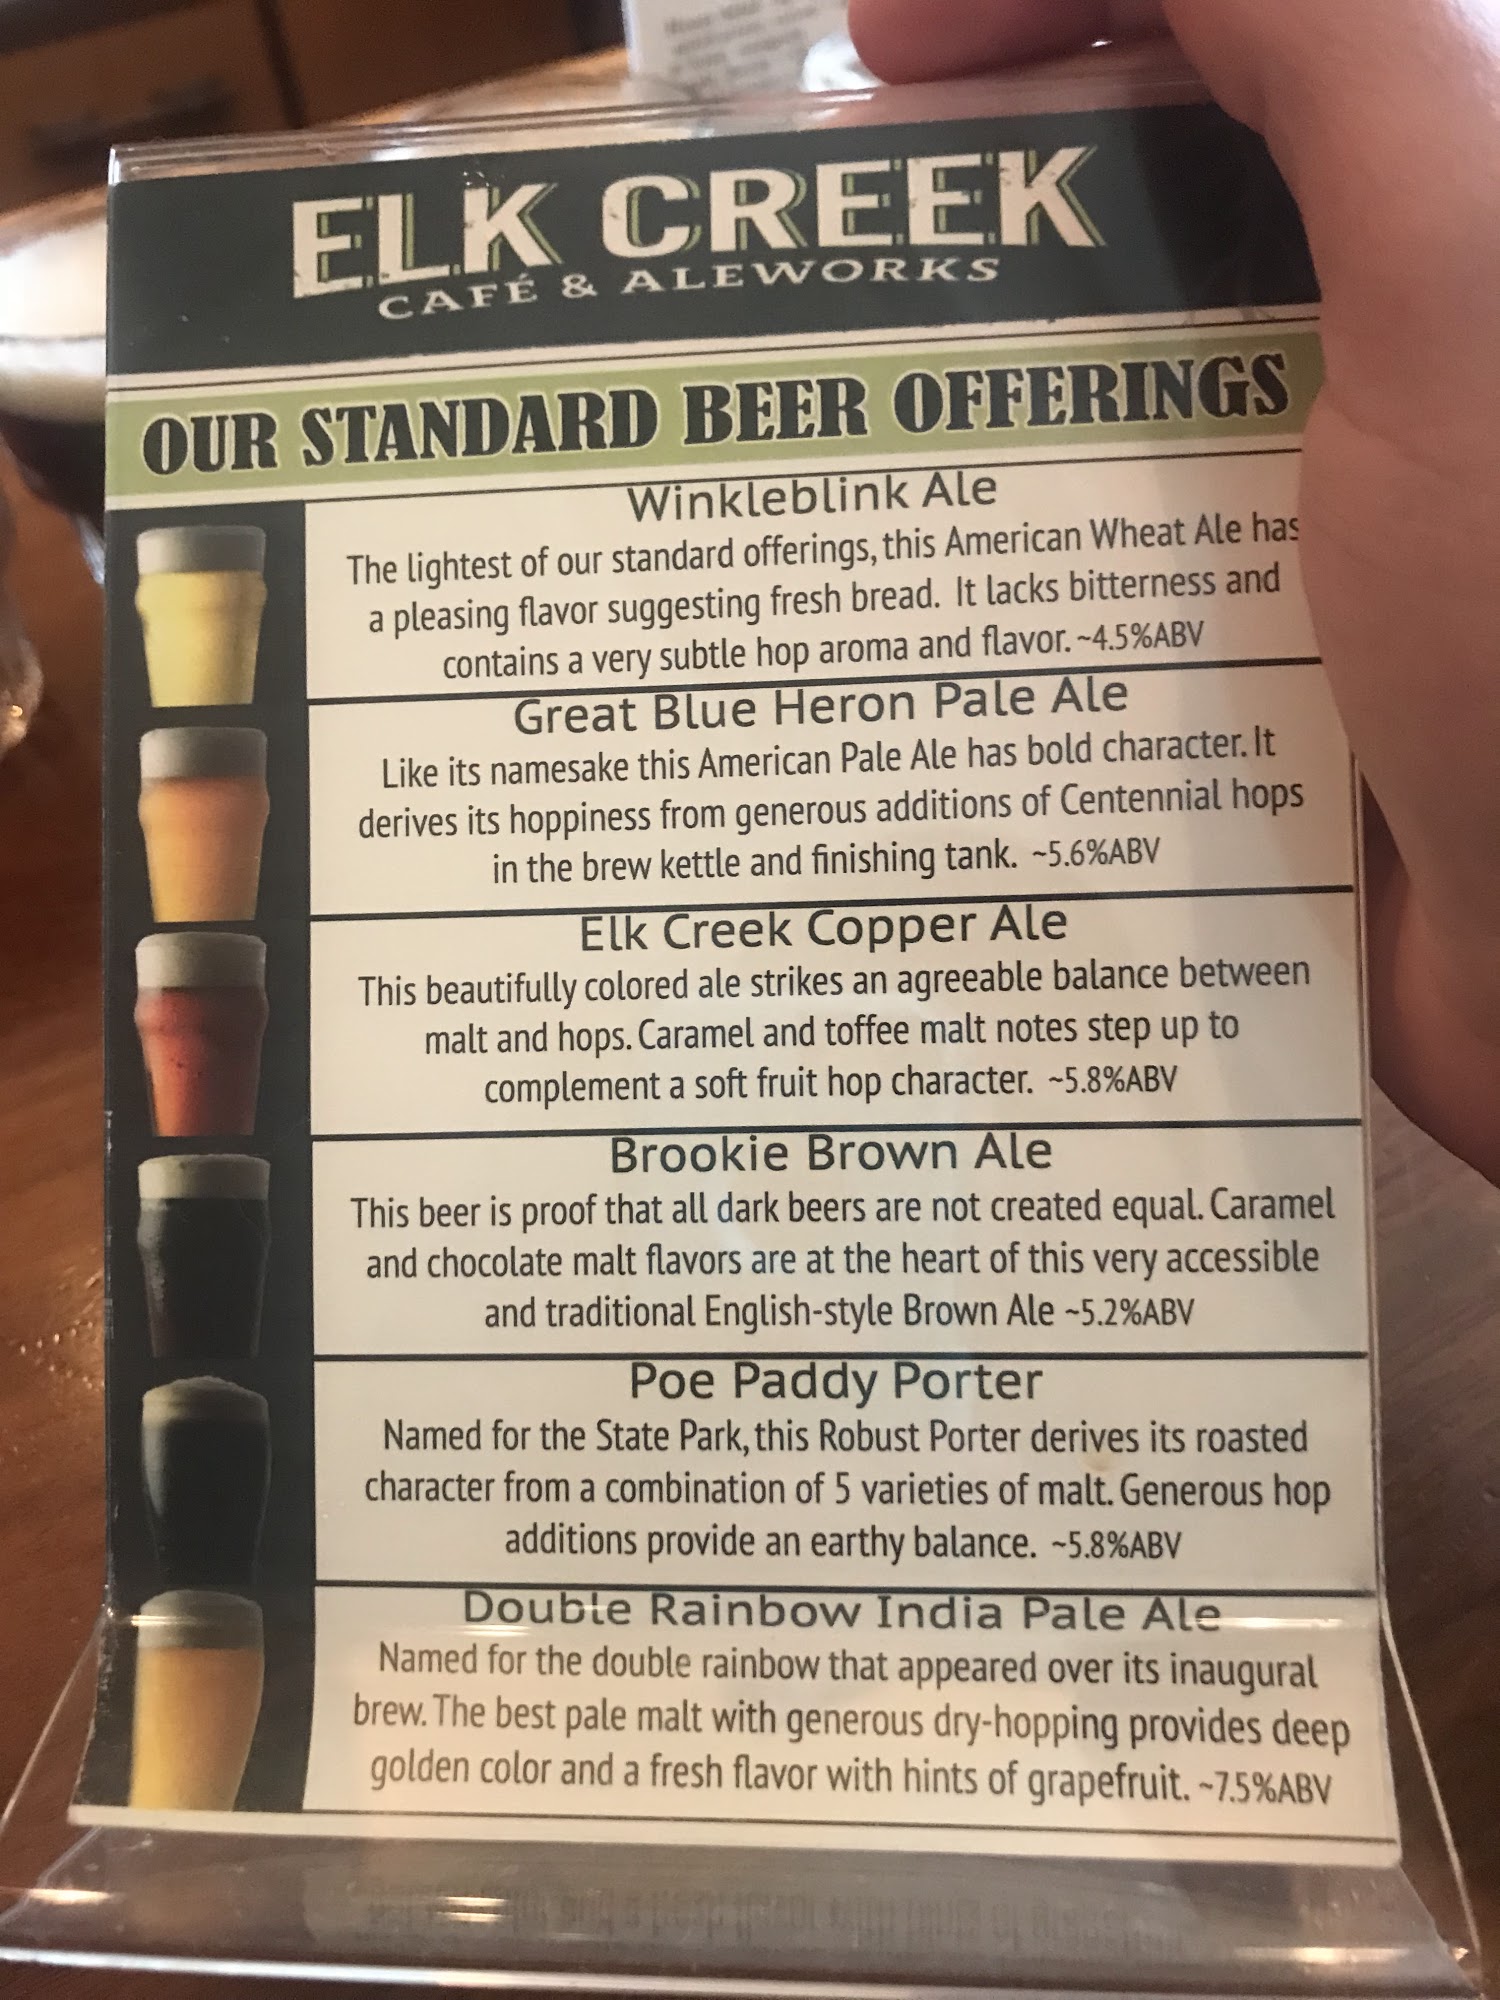 ELK CREEK
CAFÉ & ALEWORKS
OUR STANDARD BEER OFFERINGS
Winkleblink Ale
The lightest of our standard offerings, this American Wheat Ale has
a pleasing flavor suggesting fresh bread. It lacks bitterness and
contains a very subtle hop aroma and flavor. ~4.5%ABV
Great Blue Heron Pale Ale
Like its namesake this American Pale Ale has bold character. It
derives its hoppiness from generous additions of Centennial hops
in the brew kettle and finishing tank. ~5.6%ABV
Elk Creek Copper Ale
This beautifully colored ale strikes an agreeable balance between
malt and hops. Caramel and toffee malt notes step up to
complement a soft fruit hop character. ~5.8%ABV
Brookie Brown Ale
This beer is proof that all dark beers are not created equal. Caramel
and chocolate malt flavors are at the heart of this very accessible
and traditional English-style Brown Ale ~5.2%ABV
Poe Paddy Porter
Named for the State Park, this Robust Porter derives its roasted
character from a combination of 5 varieties of malt. Generous hop
additions provide an earthy balance. ~5.8%ABV
Double Rainbow India Pale Ale
Named for the double rainbow that appeared over its inaugural
brew. The best pale malt with generous dry-hopping provides deep
golden color and a fresh flavor with hints of grapefruit. ~7.5%ABV